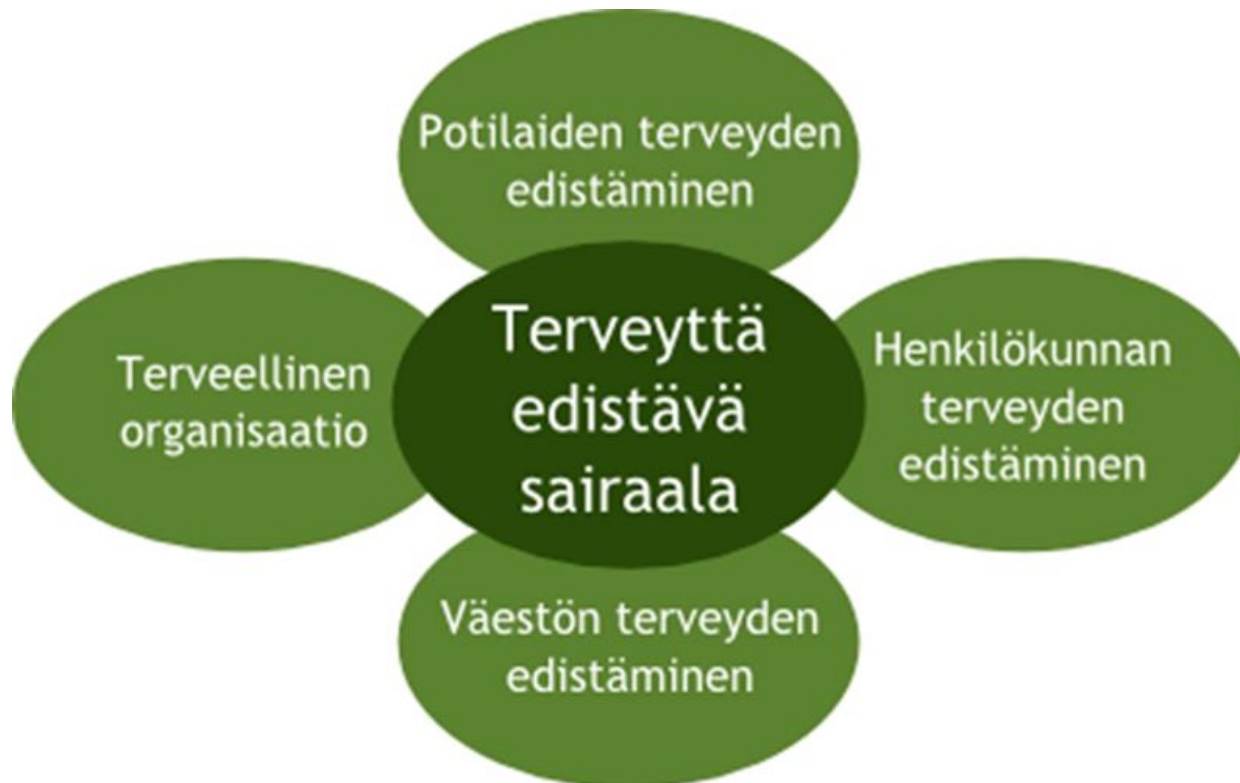 Potilaiden terveyden
edistäminen
Terveellinen
organisaatio
Terveyttä
edistävä
sairaala
Henkilökunnan
terveyden
edistäminen
Väestön terveyden
edistäminen